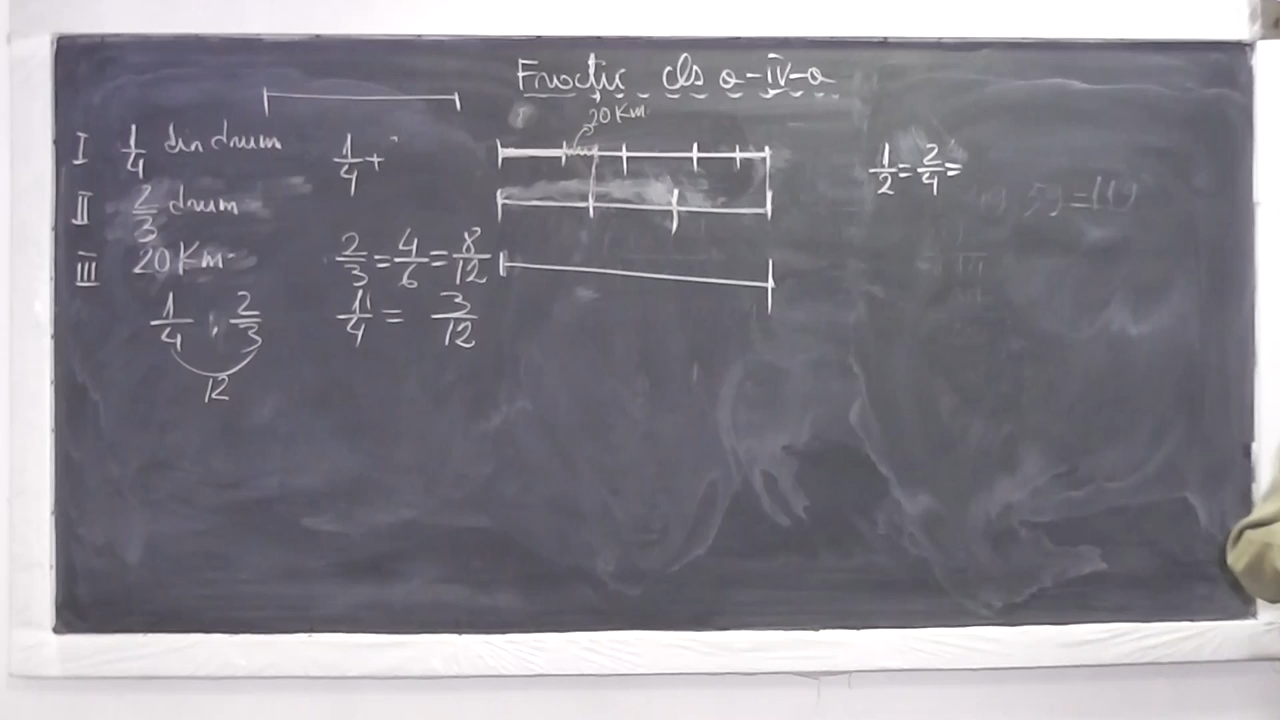 Fracții cls a-IV-a
20 Km
I 1/4 din drum
1/4 +
II 2/3 drum
III 20 Km
2/3 = 4/6 = 8/12
1/4 , 2/3
12
1/4 = 3/12
1/2 = 2/4 =